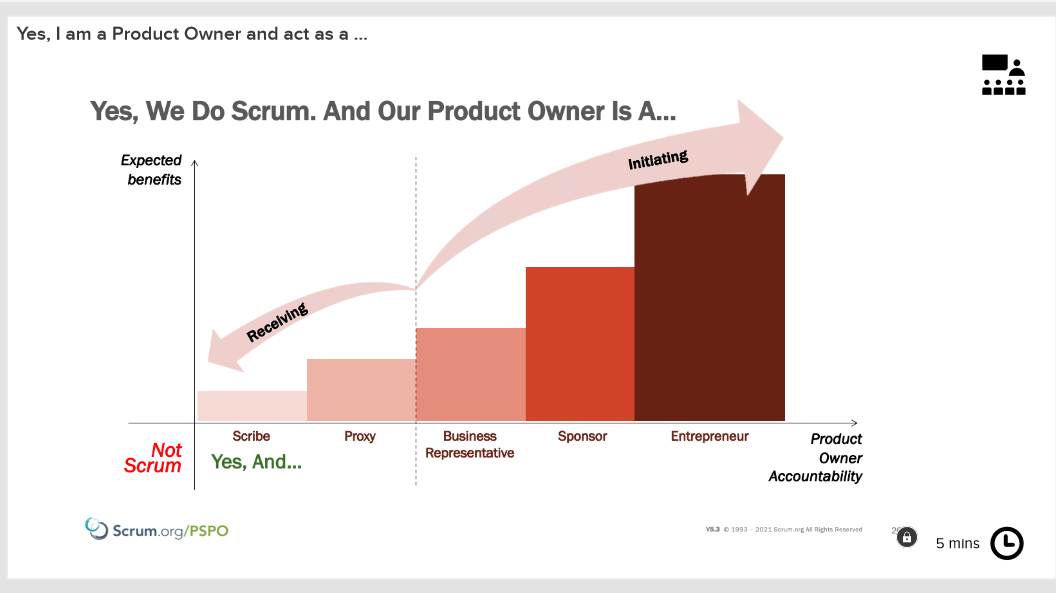 Yes, I am a Product Owner and act as a ...
Yes, We Do Scrum. And Our Product Owner Is A...
Expected
benefits
Initiating
Receiving
Not
Scrum
Scribe
Proxy
Business
Representative
Sponsor
Entrepreneur
Product
Owner
Accountability
Yes, And...
Scrum.org/PSPO
V5.3 © 1993 – 2021 Scrum.org All Rights Reserved
5 mins